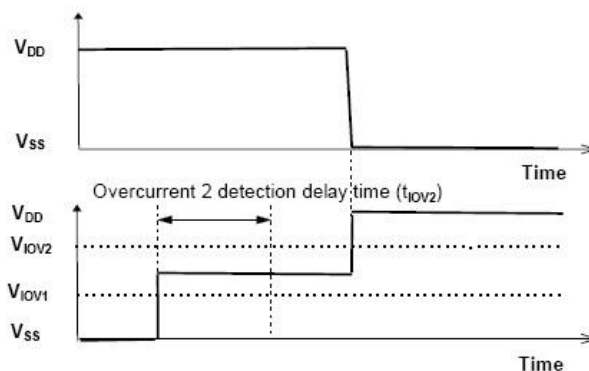 VDD
VSS
Time
Overcurrent 2 detection delay time (tIOV2)
VDD
VIOV2
VIOV1
VSS
Time